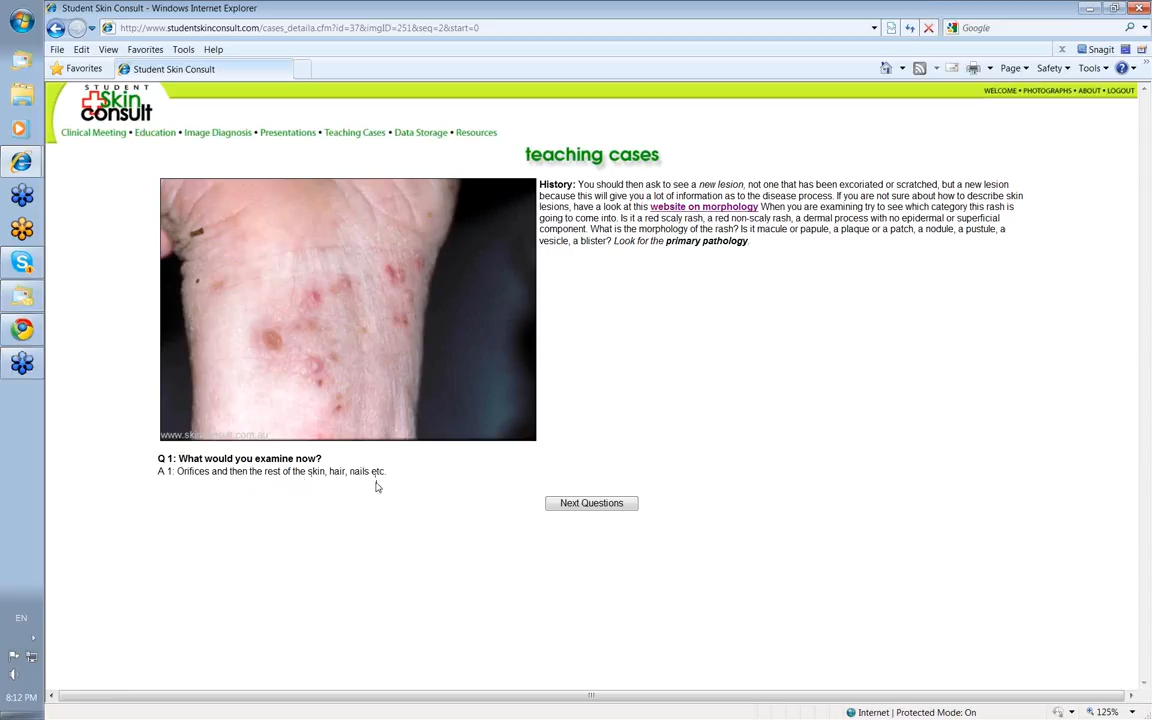 Student Skin Consult - Windows Internet Explorer
http://www.studentskinconsult.com/cases_detaila.cfm?id=37&imgID=251&seq=2&start=0
Google
File Edit View Favorites Tools Help
x Snagit
Favorites Student Skin Consult
Page Safety Tools
STUDENT
Skin
consult
WELCOME • PHOTOGRAPHS • ABOUT • LOGOUT
Clinical Meeting • Education • Image Diagnosis • Presentations • Teaching Cases • Data Storage • Resources
teaching cases
History: You should then ask to see a new lesion, not one that has been excoriated or scratched, but a new lesion
because this will give you a lot of information as to the disease process. If you are not sure about how to describe skin
lesions, have a look at this website on morphology When you are examining try to see which category this rash is
going to come into. Is it a red scaly rash, a red non-scaly rash, a dermal process with no epidermal or superficial
component. What is the morphology of the rash? Is it macule or papule, a plaque or a patch, a nodule, a pustule, a
vesicle, a blister? Look for the primary pathology.
www.skinconsult.com.au
Q 1: What would you examine now?
A 1: Orifices and then the rest of the skin, hair, nails etc.
Next Questions
EN
8:12 PM
Internet | Protected Mode: On
125%